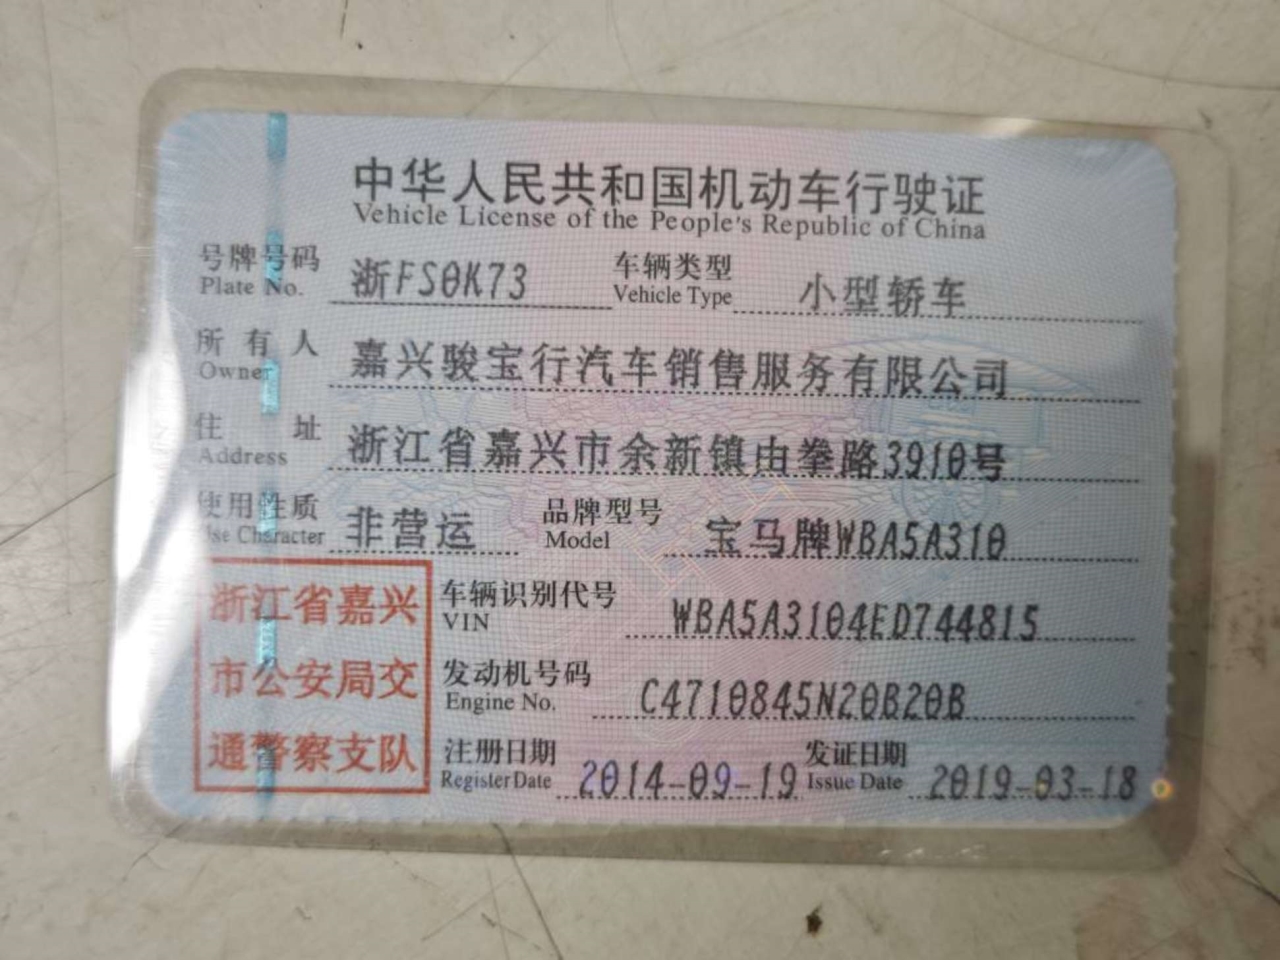 中华人民共和国机动车行驶证
Vehicle License of the People's Republic of China
号牌号码 浙FS0K73 车辆类型 小型轿车
Plate No. Vehicle Type
所有人 嘉兴骏宝行汽车销售服务有限公司
Owner
住址 浙江省嘉兴市余新镇由拳路3910号
Address
使用性质 非营运 品牌型号 宝马牌WBA5A310
Use Character Model
浙江省嘉兴
市公安局交
通警察支队
车辆识别代号 WBA5A3104ED744815
VIN
发动机号码 C4710845N20B20B
Engine No.
注册日期 2014-09-19 发证日期 2019-03-18
Register Date Issue Date